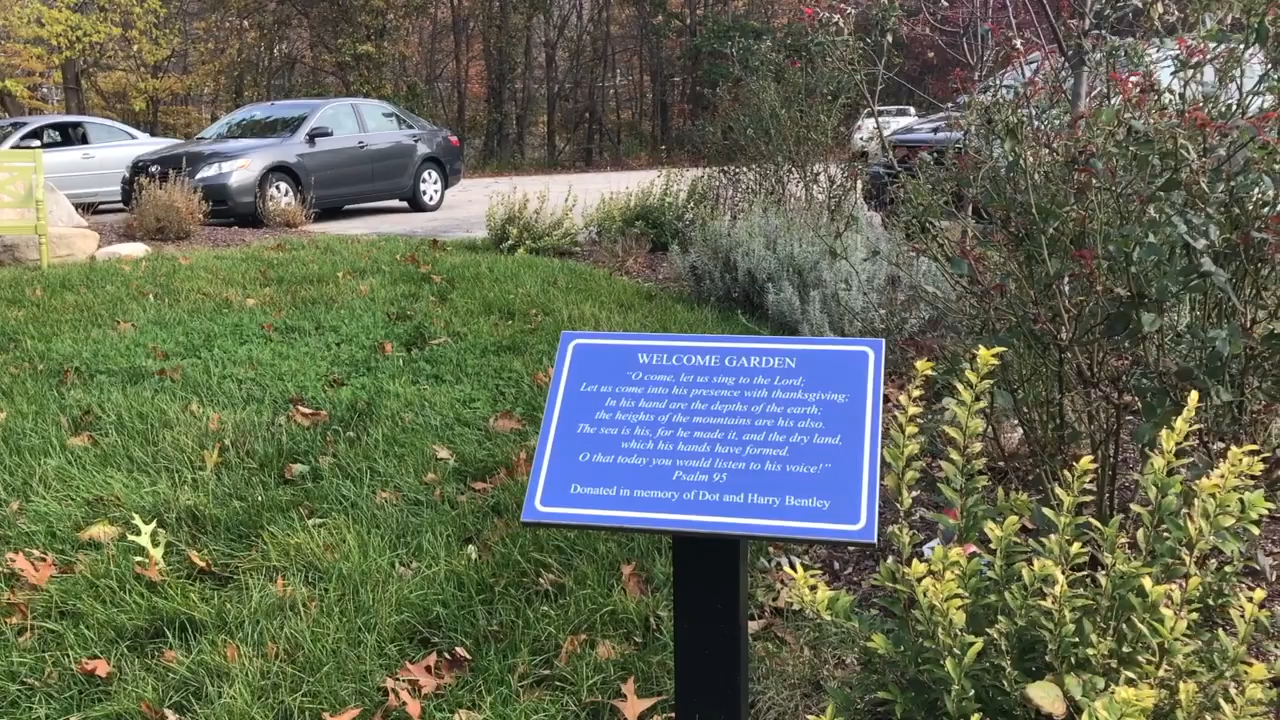 WELCOME GARDEN
"O come, let us sing to the Lord;
Let us come into his presence with thanksgiving;
In his hand are the depths of the earth;
the heights of the mountains are his also.
The sea is his, for he made it, and the dry land,
which his hands have formed.
O that today you would listen to his voice!"
Psalm 95
Donated in memory of Dot and Harry Bentley